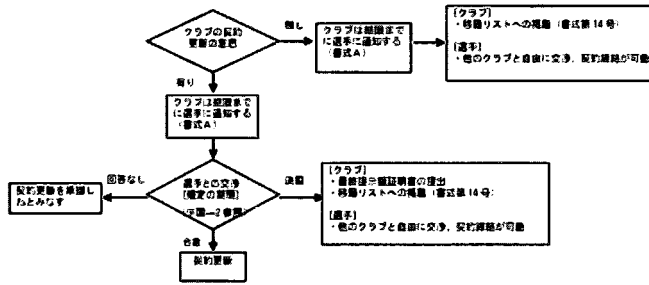 クラブの契約
更新の意思
無し
クラブは期限まで
に選手に通知する
（書式A）
[クラブ]
・移籍リストへの掲載（書式第14号）
[選手]
・他のクラブと自由に交渉、契約締結が可能
有り
クラブは期限まで
に選手に通知する
（書式A）
回答なし
契約更新を承諾し
たとみなす
選手との交渉
決裂
[クラブ]
・最終提示額証明書の提出
・移籍リストへの掲載（書式第14号）
[選手]
・他のクラブと自由に交渉、契約締結が可能
合意
契約更新